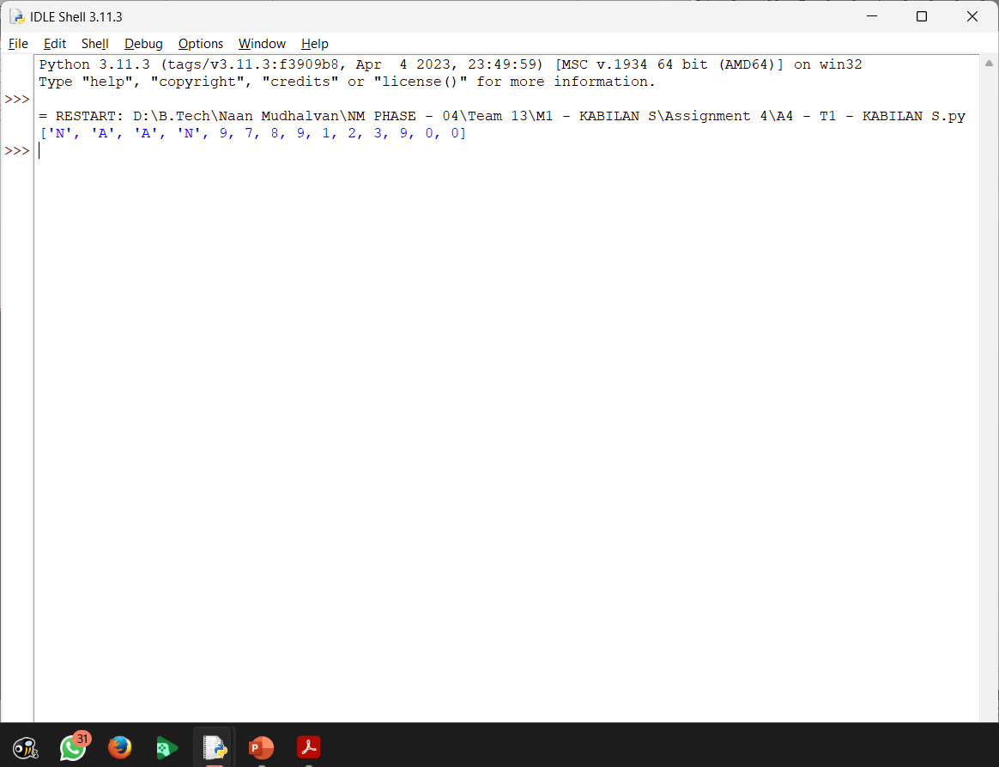 IDLE Shell 3.11.3
File Edit Shell Debug Options Window Help
Python 3.11.3 (tags/v3.11.3:f3909b8, Apr  4 2023, 23:49:59) [MSC v.1934 64 bit (AMD64)] on win32
Type "help", "copyright", "credits" or "license()" for more information.
>>>
= RESTART: D:\B.Tech\Naan Mudhalvan\NM PHASE - 04\Team 13\M1 - KABILAN S\Assignment 4\A4 - T1 - KABILAN S.py
['N', 'A', 'A', 'N', 9, 7, 8, 9, 1, 2, 3, 9, 0, 0]
>>>
31
P